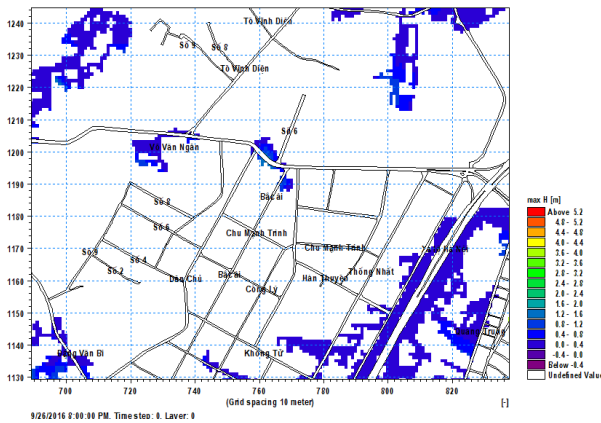 1240
1230
1220
1210
1200
1190
1180
1170
1160
1150
1140
1130
Tô Vĩnh Diện
Số 9
Số 8
Tô Vĩnh Diện
Số 6
Võ Văn Ngân
Bác ái
Số 8
Số 6
Chu Mạnh Trinh
Chu Mạnh Trinh
Số 9
Số 4
Số 2
Dân Chủ
Bác ái
Hàn Thuyên
Thống Nhất
Công Lý
Khổng Tử
Đặng Văn Bi
700
720
740
760
780
800
820
(Grid spacing 10 meter)
[-]
9/26/2016 8:00:00 PM, Time step: 0, Layer: 0
max H [m]
Above 5.2
4.8 - 5.2
4.4 - 4.8
4.0 - 4.4
3.6 - 4.0
3.2 - 3.6
2.8 - 3.2
2.4 - 2.8
2.0 - 2.4
1.6 - 2.0
1.2 - 1.6
0.8 - 1.2
0.4 - 0.8
0.0 - 0.4
-0.4 - 0.0
Below -0.4
Undefined Value